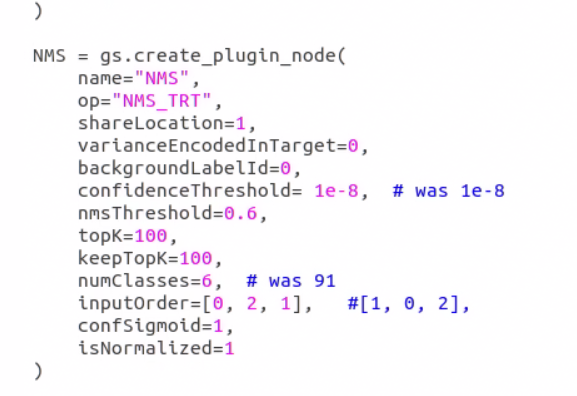 )
NMS = gs.create_plugin_node(
    name="NMS",
    op="NMS_TRT",
    shareLocation=1,
    varianceEncodedInTarget=0,
    backgroundLabelId=0,
    confidenceThreshold= 1e-8,  # was 1e-8
    nmsThreshold=0.6,
    topK=100,
    keepTopK=100,
    numClasses=6,  # was 91
    inputOrder=[0, 2, 1],   #[1, 0, 2],
    confSigmoid=1,
    isNormalized=1
)